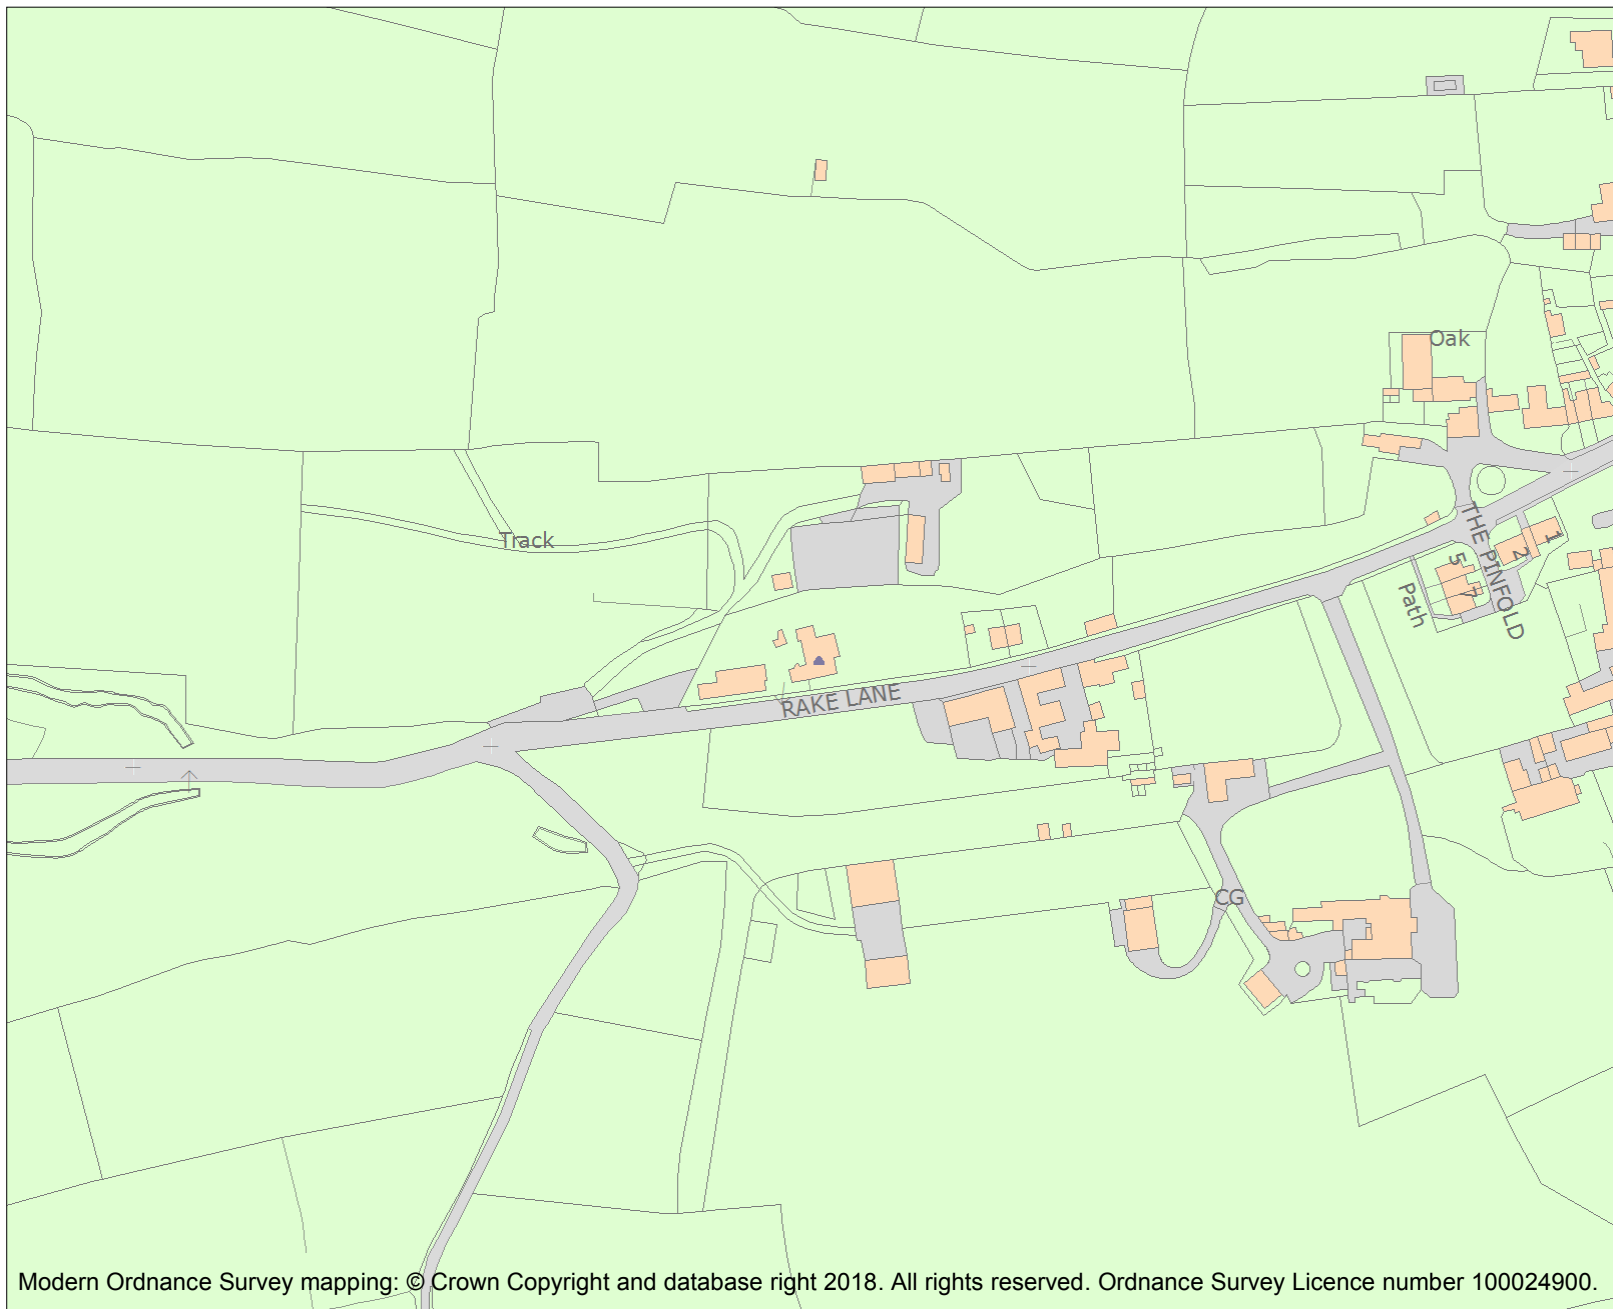 Oak
Track
THE PINFOLD
1
2
5
7
Path
RAKE LANE
CG
Modern Ordnance Survey mapping: © Crown Copyright and database right 2018. All rights reserved. Ordnance Survey Licence number 100024900.